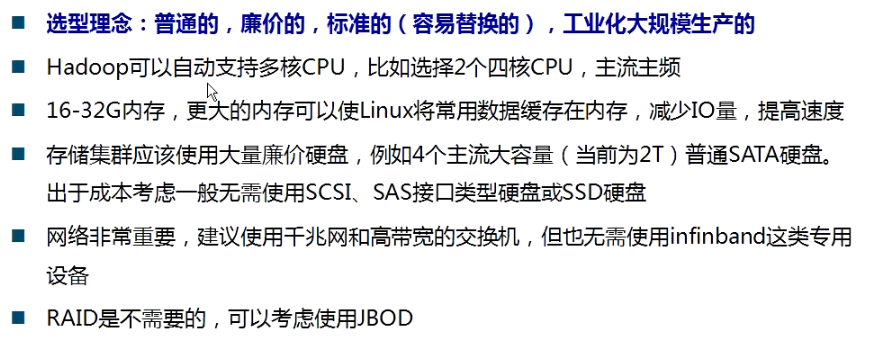 选型理念：普通的，廉价的，标准的（容易替换的），工业化大规模生产的
Hadoop可以自动支持多核CPU，比如选择2个四核CPU，主流主频
16-32G内存，更大的内存可以使Linux将常用数据缓存在内存，减少IO量，提高速度
存储集群应该使用大量廉价硬盘，例如4个主流大容量（当前为2T）普通SATA硬盘。
出于成本考虑一般无需使用SCSI、SAS接口类型硬盘或SSD硬盘
网络非常重要，建议使用千兆网和高带宽的交换机，但也无需使用infinband这类专用
设备
RAID是不需要的，可以考虑使用JBOD